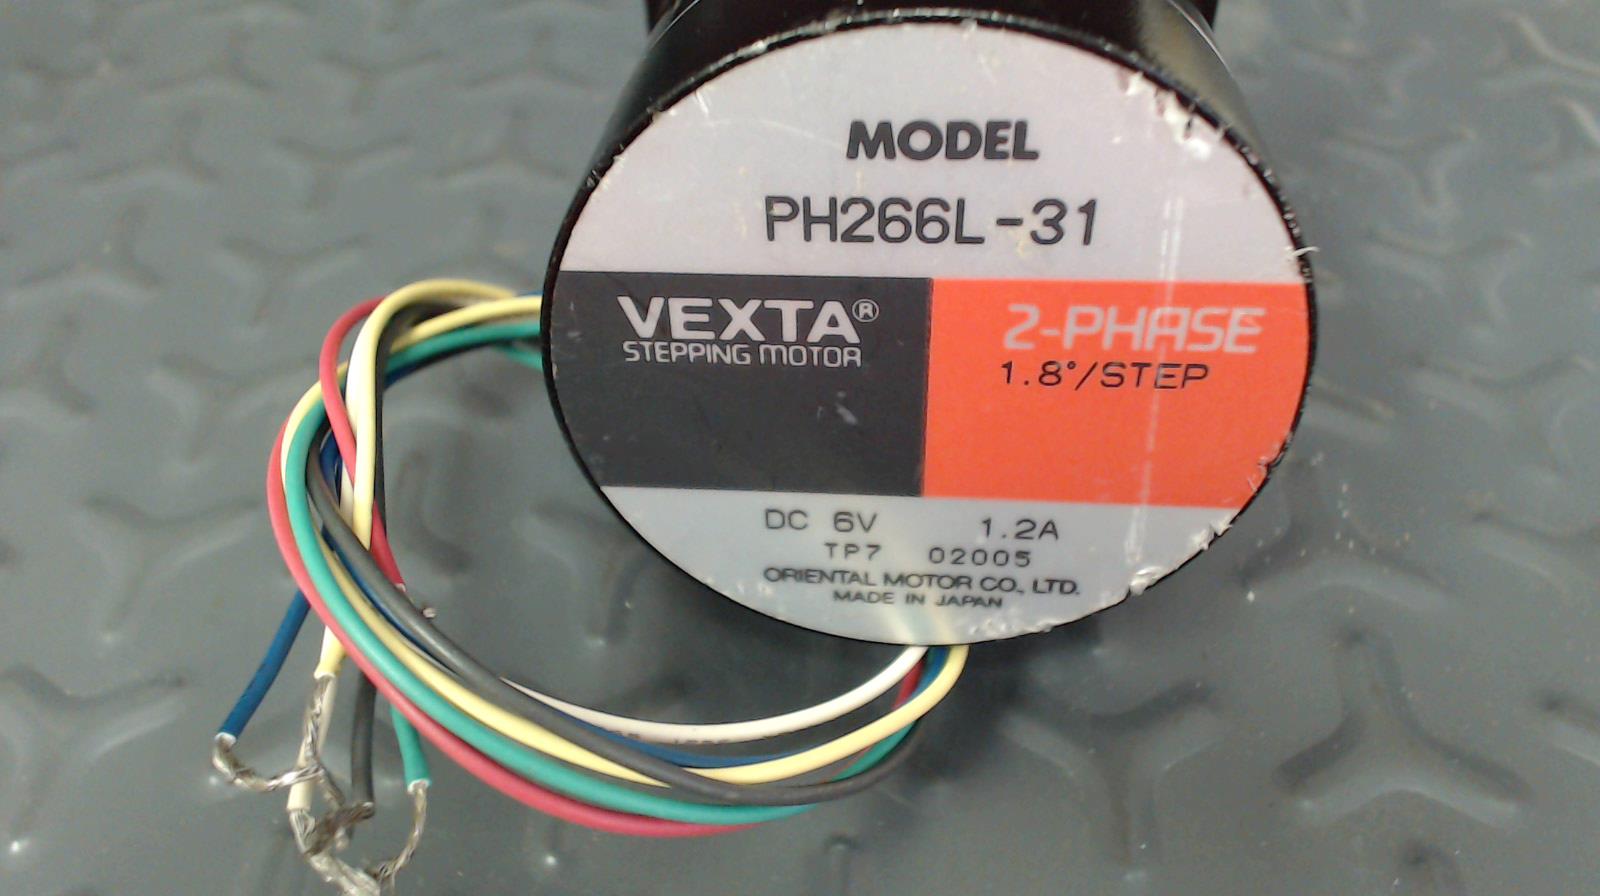 MODEL
PH266L-31
VEXTA®
STEPPING MOTOR
2-PHASE
1.8°/STEP
DC 6V 1.2A
TP7 02005
ORIENTAL MOTOR CO., LTD.
MADE IN JAPAN